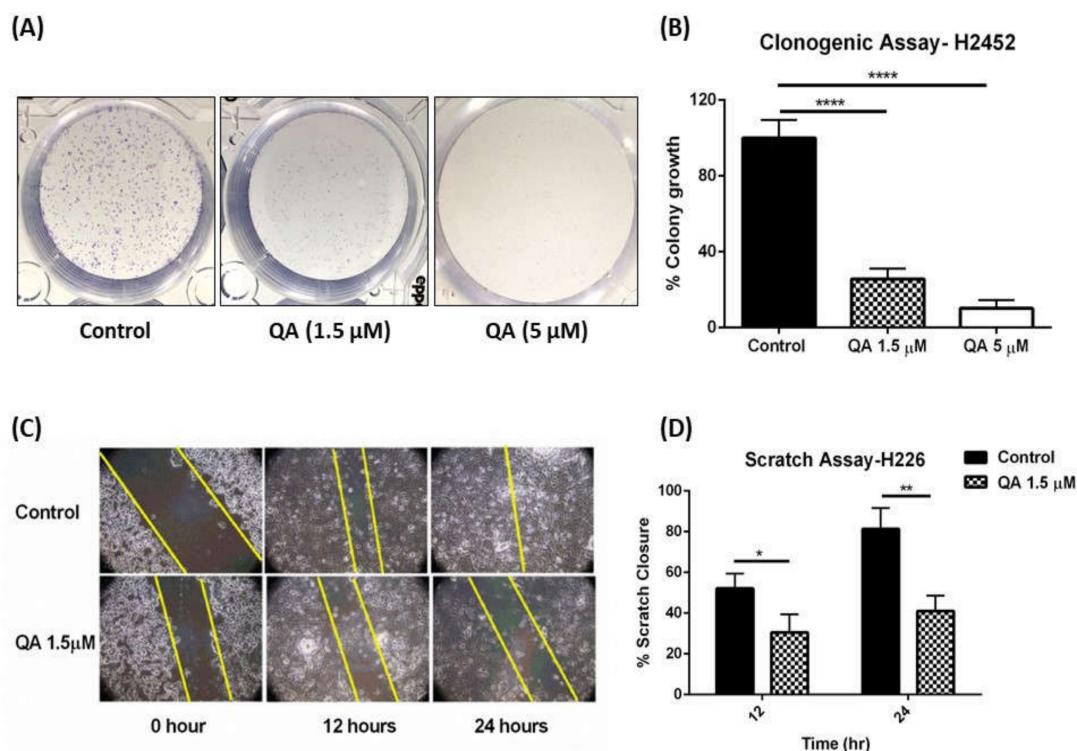 (A)
Control
QA (1.5 μM)
QA (5 μM)
(B)
Clonogenic Assay- H2452
****
****
% Colony growth
120
80
40
0
Control
QA 1.5 μM
QA 5 μM
(C)
Control
QA 1.5μM
0 hour
12 hours
24 hours
(D)
Scratch Assay-H226
Control
QA 1.5 μM
% Scratch Closure
100
80
60
40
20
0
*
**
12
24
Time (hr)